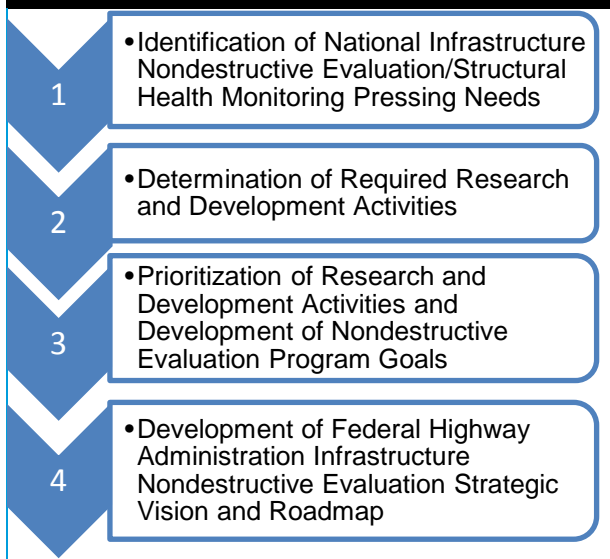 1
•Identification of National Infrastructure
Nondestructive Evaluation/Structural
Health Monitoring Pressing Needs
2
•Determination of Required Research
and Development Activities
3
•Prioritization of Research and
Development Activities and
Development of Nondestructive
Evaluation Program Goals
4
•Development of Federal Highway
Administration Infrastructure
Nondestructive Evaluation Strategic
Vision and Roadmap